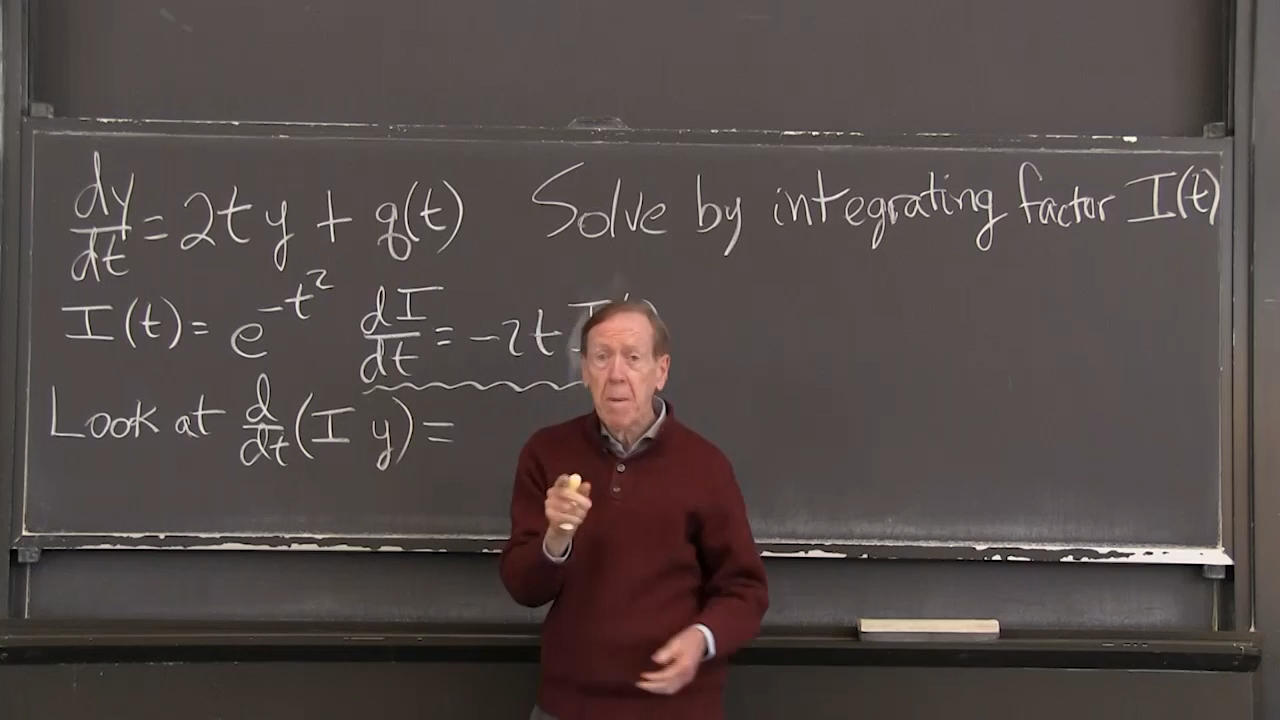 dy/dt = 2ty + q(t) Solve by integrating factor I(t)
I(t) = e^{-t^2} dI/dt = -2t
Look at d/dt (I y) =